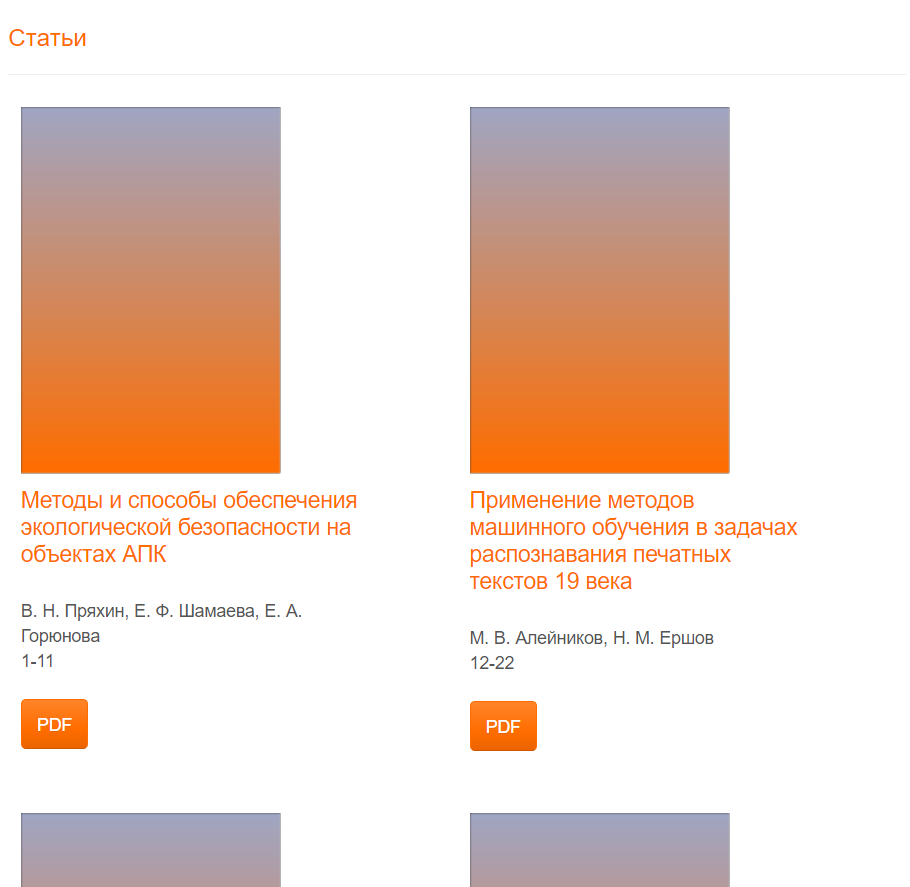 Статьи
Методы и способы обеспечения
экологической безопасности на
объектах АПК
В. Н. Пряхин, Е. Ф. Шамаева, Е. А.
Горюнова
1-11
PDF
Применение методов
машинного обучения в задачах
распознавания печатных
текстов 19 века
М. В. Алейников, Н. М. Ершов
12-22
PDF